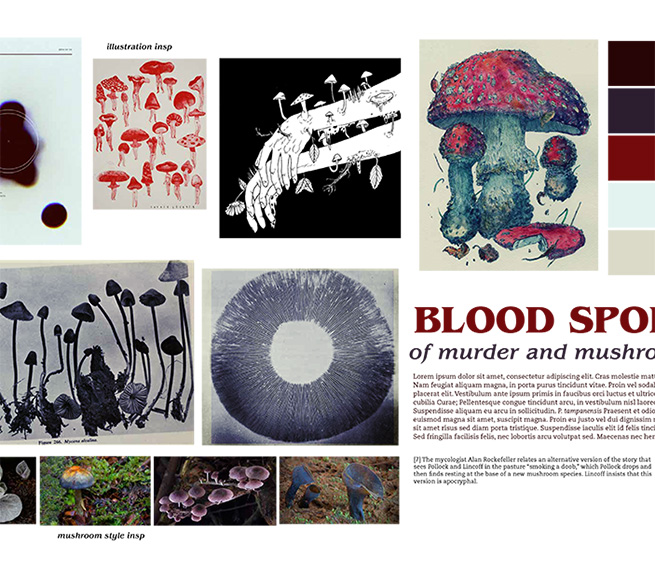 illustration insp
Figure 246. Mycena alcalina.
mushroom style insp
BLOOD SPO
of murder and mushro
Lorem ipsum dolor sit amet, consectetur adipiscing elit. Cras molestie mat
Nam feugiat aliquam magna, in porta purus tincidunt vitae. Proin vel sodal
placerat elit. Vestibulum ante ipsum primis in faucibus orci luctus et ultrice
cubilia Curae; Pellentesque congue tincidunt arcu, in vestibulum nisl laoree
Suspendisse aliquam eu arcu in sollicitudin. P. tampanensis Praesent et odio
euismod magna sit amet, suscipit magna. Proin eu justo vel dui dignissim
sit amet risus sed diam porta tristique. Suspendisse iaculis elit id felis tinci
Sed fringilla facilisis felis, nec lobortis arcu volutpat sed. Maecenas nec her
[7] The mycologist Alan Rockefeller relates an alternative version of the story that
sees Pollock and Lincoff in the pasture "smoking a doob," which Pollock drops and
then finds resting at the base of a new mushroom species. Lincoff insists that this
version is apocryphal.